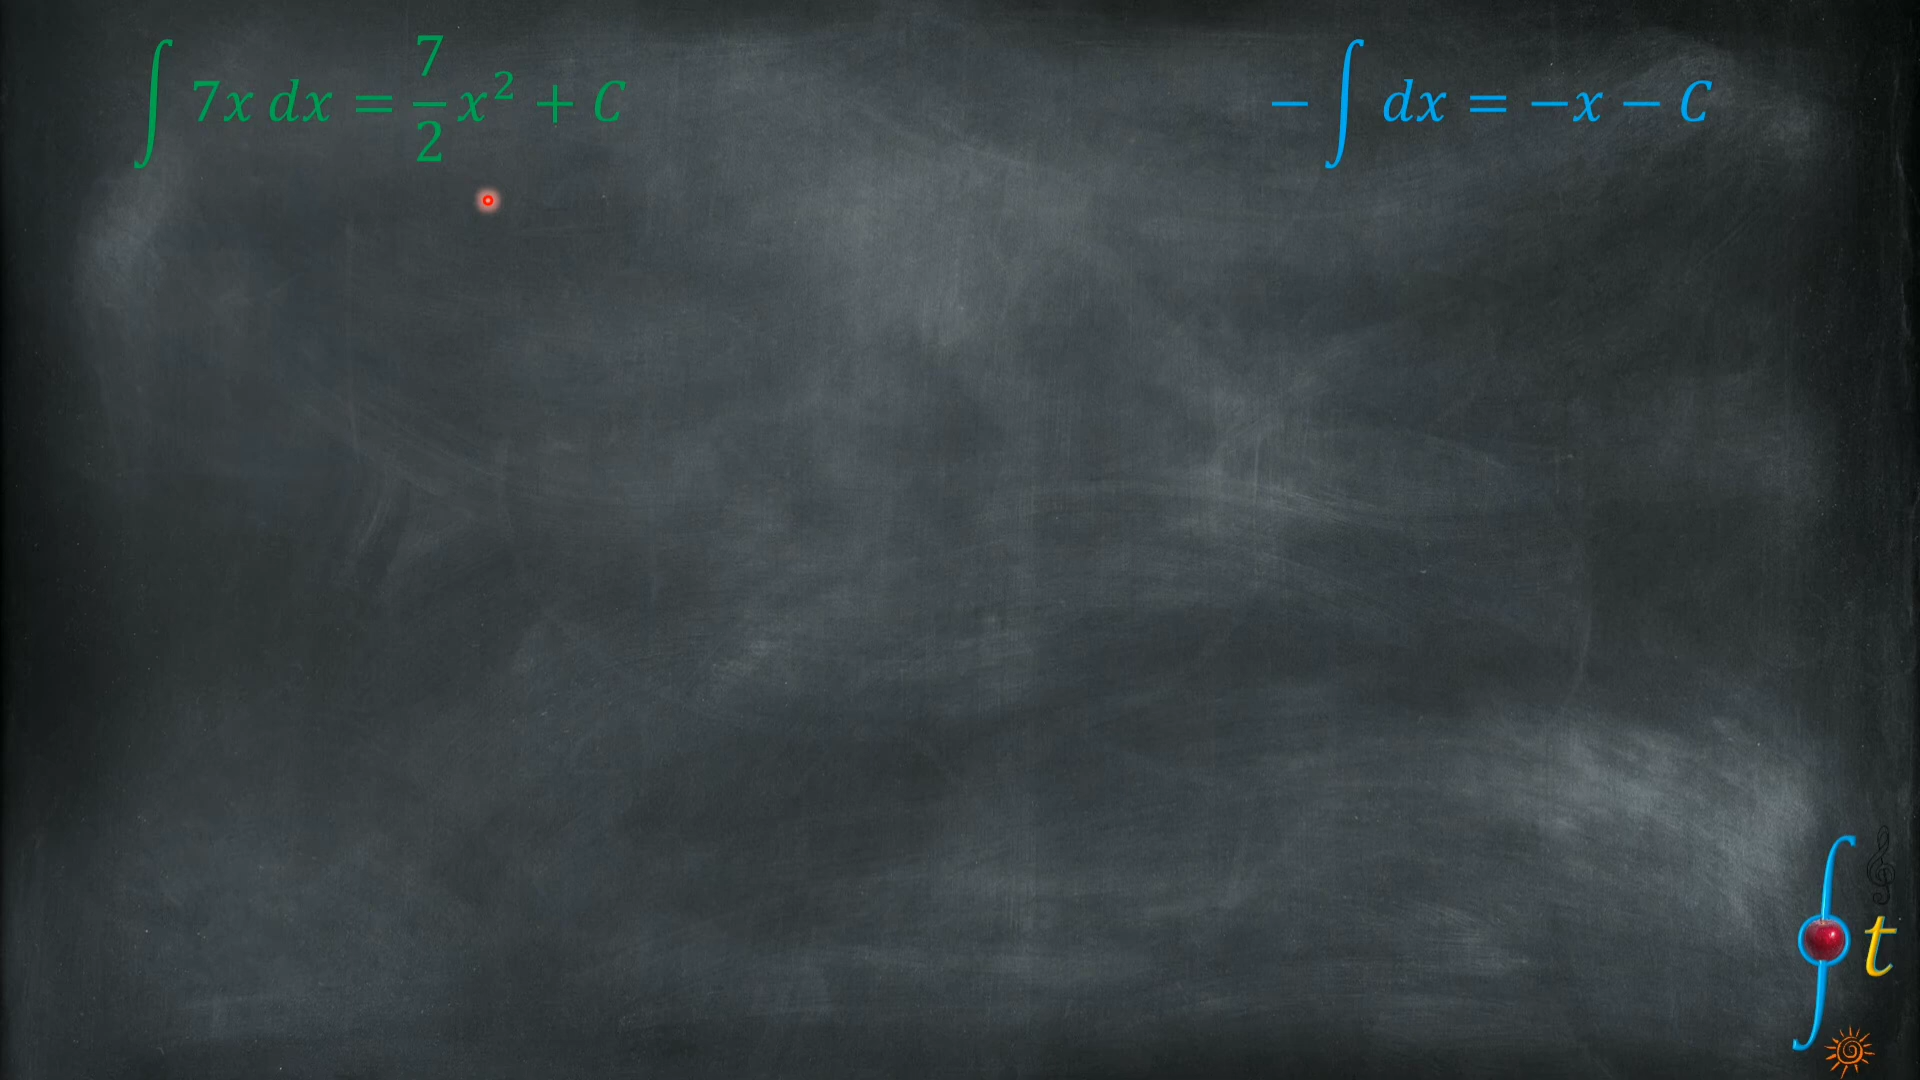 ∫ 7x dx = 7/2 x² + C
− ∫ dx = −x − C
∫ t